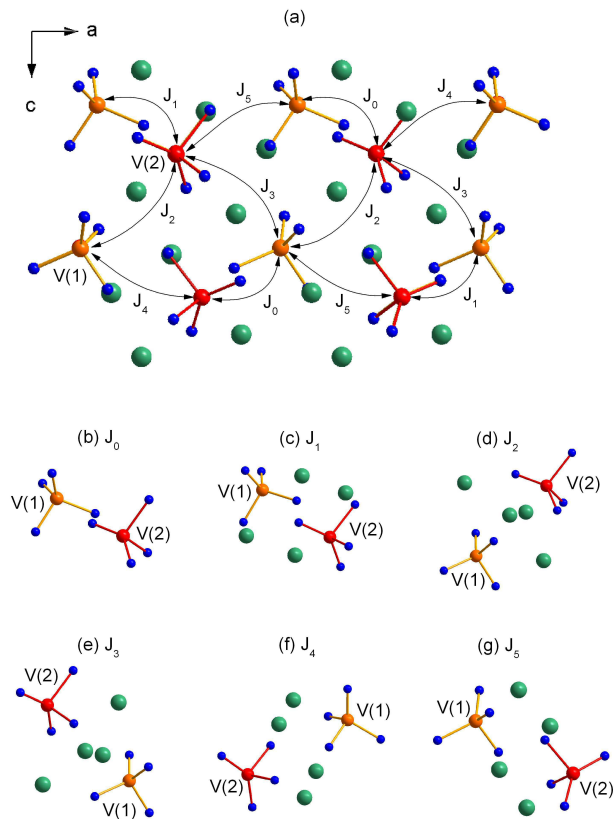 (a)
a
c
J₁
J₅
J₀
J₄
V(2)
J₃
J₃
J₂
J₂
V(1)
J₄
J₀
J₅
J₁
(b) J₀
(c) J₁
(d) J₂
V(1)
V(2)
V(1)
V(2)
V(2)
V(1)
(e) J₃
(f) J₄
(g) J₅
V(2)
V(1)
V(1)
V(2)
V(1)
V(2)